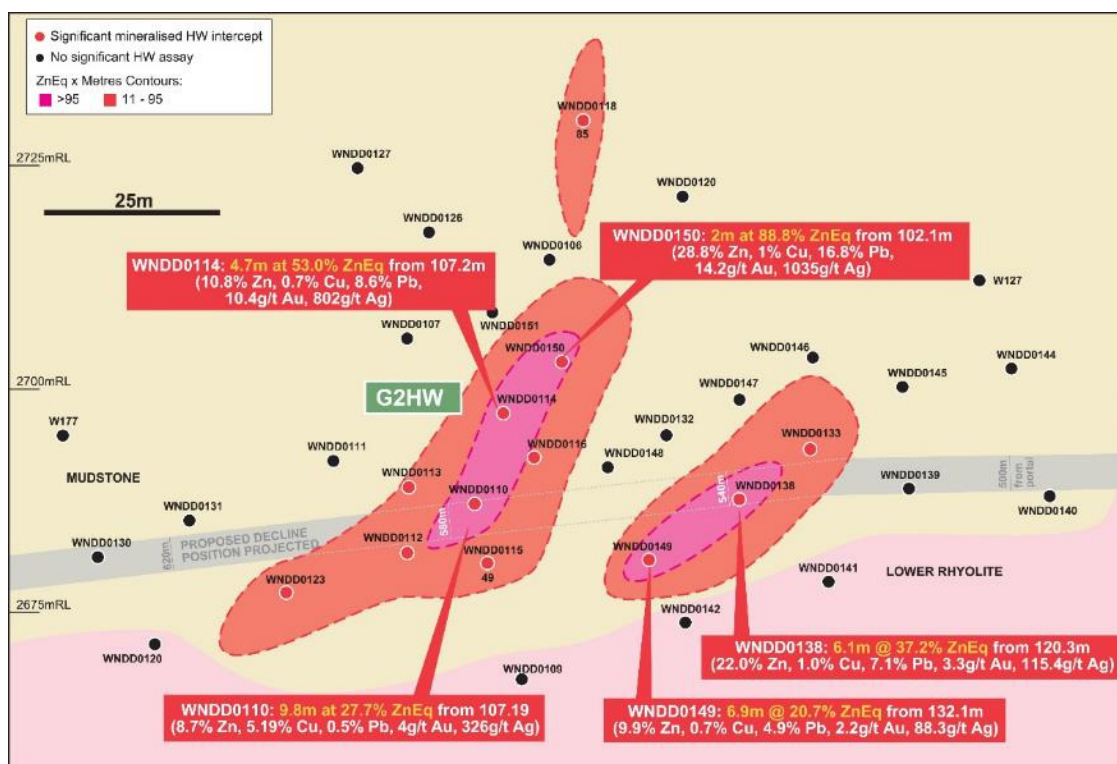 Significant mineralised HW intercept
No significant HW assay
ZnEq x Metres Contours:
>95
11 - 95
WNDD0118
85
2725mRL
WNDD0127
WNDD0120
25m
WNDD0126
WNDD0106
WNDD0150: 2m at 88.8% ZnEq from 102.1m
(28.8% Zn, 1% Cu, 16.8% Pb,
14.2g/t Au, 1035g/t Ag)
WNDD0114: 4.7m at 53.0% ZnEq from 107.2m
(10.8% Zn, 0.7% Cu, 8.6% Pb,
10.4g/t Au, 802g/t Ag)
W127
WNDD0151
WNDD0107
WNDD0150
WNDD0146
WNDD0144
WNDD0145
2700mRL
G2HW
WNDD0114
WNDD0147
W177
WNDD0132
WNDD0133
WNDD0111
WNDD0116
WNDD0148
MUDSTONE
WNDD0113
WNDD0110
540m
WNDD0138
WNDD0139
500m
from
portal
WNDD0140
WNDD0131
580m
PROPOSED DECLINE
POSITION PROJECTED
WNDD0130
620m
WNDD0112
WNDD0115
49
WNDD0149
WNDD0141
LOWER RHYOLITE
WNDD0123
2675mRL
WNDD0142
WNDD0120
WNDD0109
WNDD0138: 6.1m @ 37.2% ZnEq from 120.3m
(22.0% Zn, 1.0% Cu, 7.1% Pb, 3.3g/t Au, 115.4g/t Ag)
WNDD0110: 9.8m at 27.7% ZnEq from 107.19
(8.7% Zn, 5.19% Cu, 0.5% Pb, 4g/t Au, 326g/t Ag)
WNDD0149: 6.9m @ 20.7% ZnEq from 132.1m
(9.9% Zn, 0.7% Cu, 4.9% Pb, 2.2g/t Au, 88.3g/t Ag)